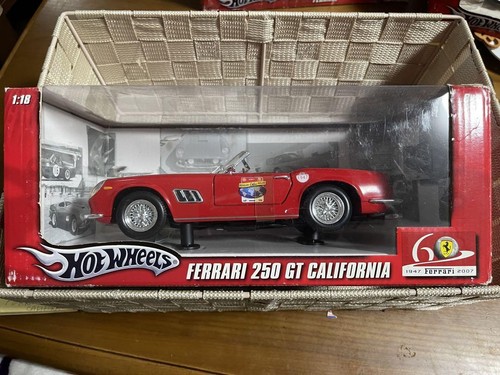 1:18
HOT WHEELS
FERRARI 250 GT CALIFORNIA
60
1947 Ferrari 2007